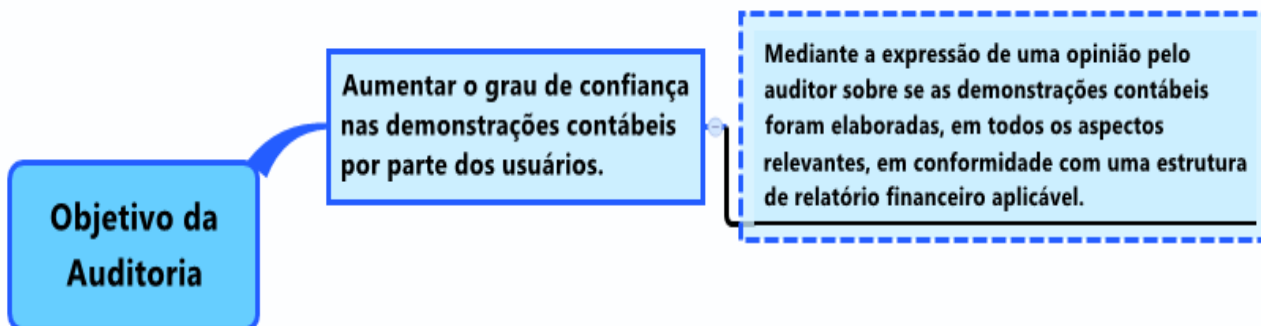 Objetivo da
Auditoria
Aumentar o grau de confiança
nas demonstrações contábeis
por parte dos usuários.
Mediante a expressão de uma opinião pelo
auditor sobre se as demonstrações contábeis
foram elaboradas, em todos os aspectos
relevantes, em conformidade com uma estrutura
de relatório financeiro aplicável.